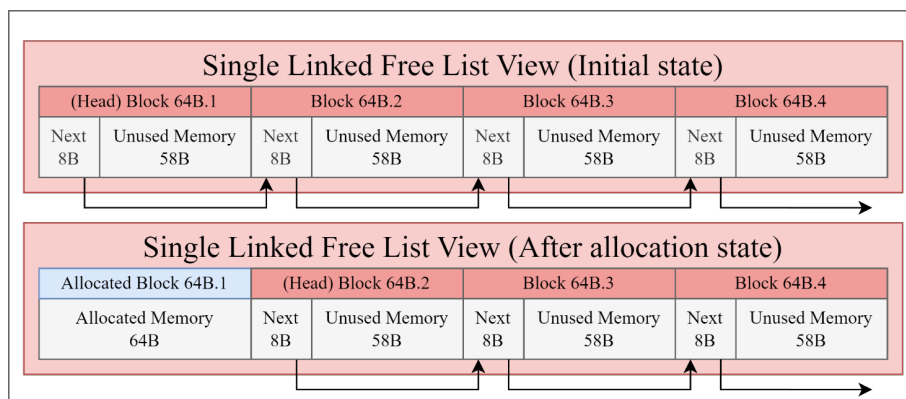 Single Linked Free List View (Initial state)
(Head) Block 64B.1 Block 64B.2 Block 64B.3 Block 64B.4
Next Unused Memory Next Unused Memory Next Unused Memory Next Unused Memory
8B 58B 8B 58B 8B 58B 8B 58B
Single Linked Free List View (After allocation state)
Allocated Block 64B.1 (Head) Block 64B.2 Block 64B.3 Block 64B.4
Allocated Memory Next Unused Memory Next Unused Memory Next Unused Memory
64B 8B 58B 8B 58B 8B 58B